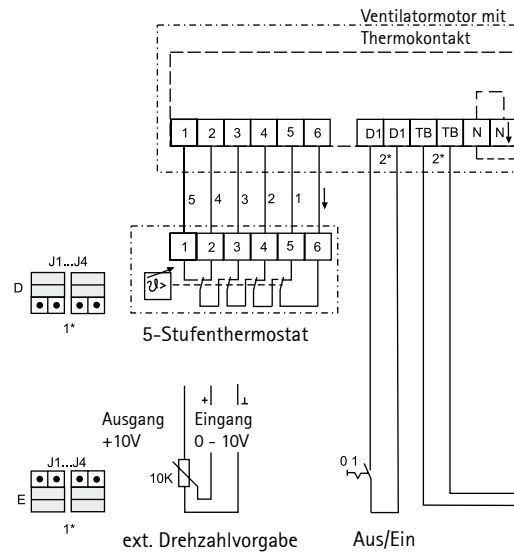 Ventilatormotor mit
Thermokontakt
1 2 3 4 5 6 D1 D1 TB TB N N
2* 2*
5 4 3 2 1
1 2 3 4 5 6
J1...J4
D
ϑ>
1*
5-Stufenthermostat
+ ⊥
Ausgang Eingang
+10V 0 - 10V
J1...J4
0 1
10K
E
1*
ext. Drehzahlvorgabe Aus/Ein